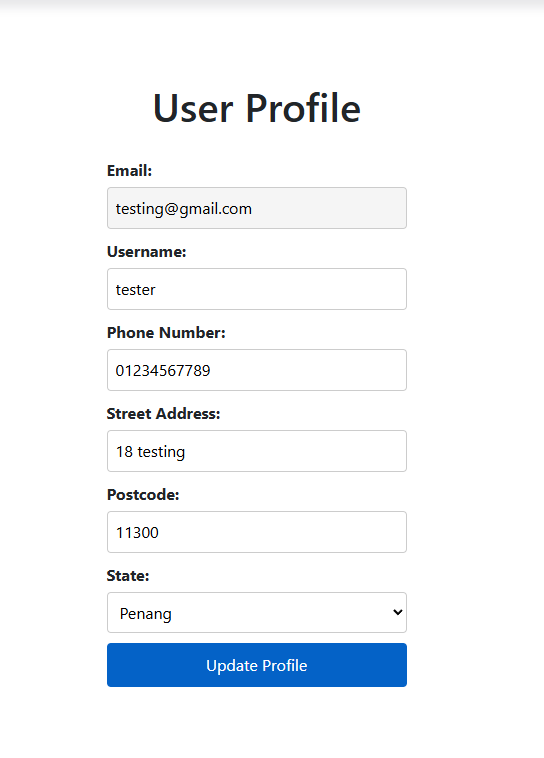 User Profile
Email:
testing@gmail.com
Username:
tester
Phone Number:
01234567789
Street Address:
18 testing
Postcode:
11300
State:
Penang
Update Profile